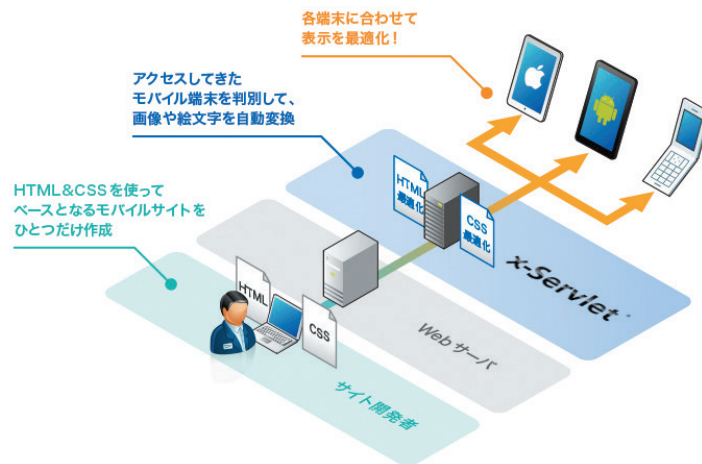 各端末に合わせて
表示を最適化！
アクセスしてきた
モバイル端末を判別して、
画像や絵文字を自動変換
HTML&CSSを使って
ベースとなるモバイルサイトを
ひとつだけ作成
HTML
最適化
CSS
最適化
x-Servlet
HTML
CSS
Webサーバ
サイト開発者